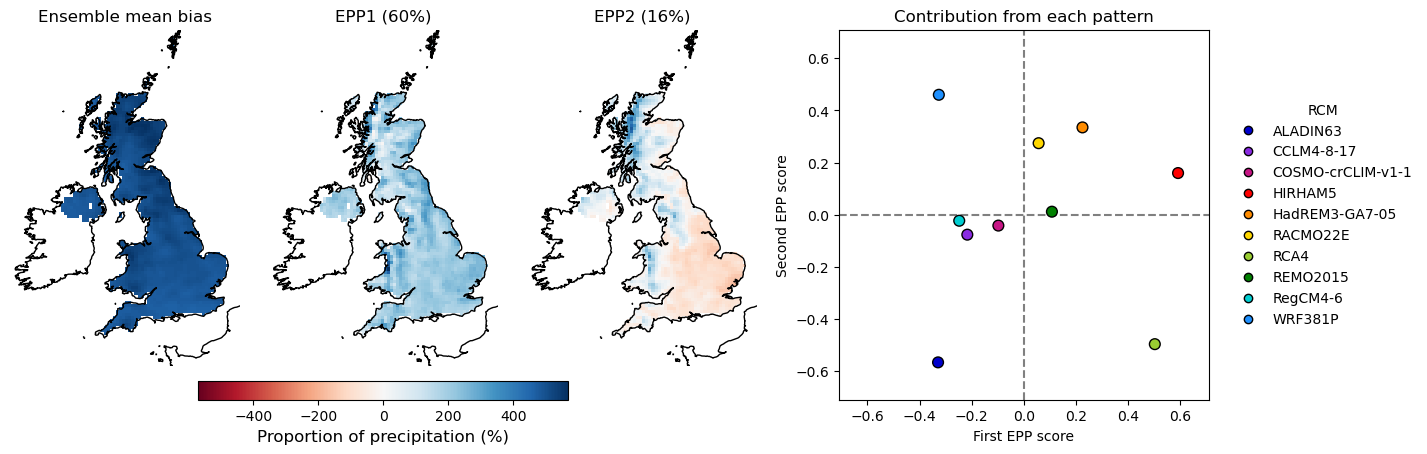 Ensemble mean bias
EPP1 (60%)
EPP2 (16%)
Contribution from each pattern
−400
−200
0
200
400
Proportion of precipitation (%)
Second EPP score
0.6
0.4
0.2
0.0
−0.2
−0.4
−0.6
−0.6
−0.4
−0.2
0.0
0.2
0.4
0.6
First EPP score
RCM
ALADIN63
CCLM4-8-17
COSMO-crCLIM-v1-1
HIRHAM5
HadREM3-GA7-05
RACMO22E
RCA4
REMO2015
RegCM4-6
WRF381P